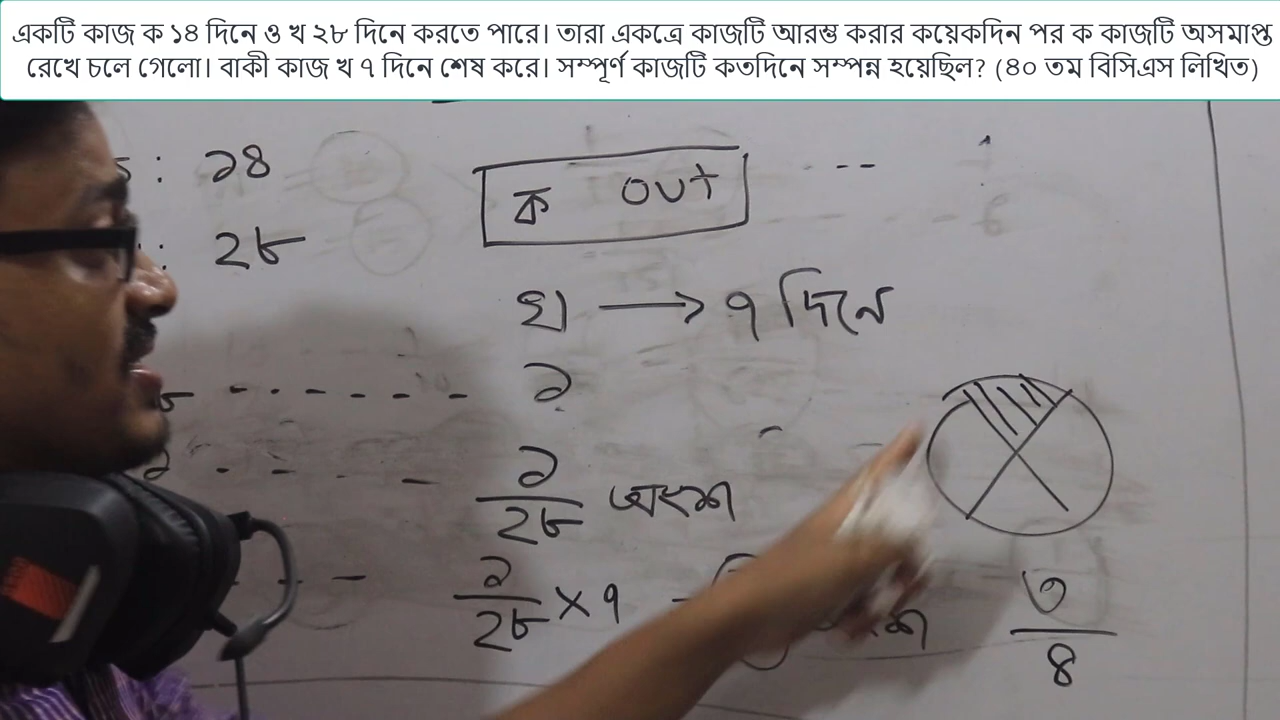 একটি কাজ ক ১৪ দিনে ও খ ২৮ দিনে করতে পারে। তারা একত্রে কাজটি আরম্ভ করার কয়েকদিন পর ক কাজটি অসমাপ্ত
রেখে চলে গেলো। বাকী কাজ খ ৭ দিনে শেষ করে। সম্পূর্ণ কাজটি কতদিনে সম্পন্ন হয়েছিল? (৪০ তম বিসিএস লিখিত)
: ১৪
ক OUT
: ২৮
খ → ৭ দিনে
১
১/২৮ অংশ
১/২৮ × ৭
৩/৪